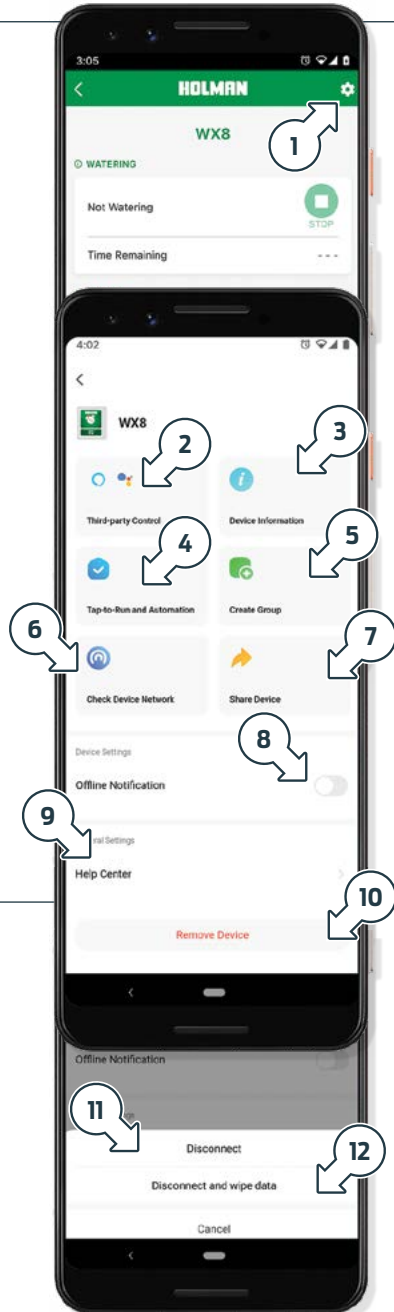 3:05
HOLMAN
1
WX8
WATERING
Not Watering
STOP
Time Remaining
---
4:02
WX8
2
3
Third-party Control
Device Information
4
5
Tap-to-Run and Automation
Create Group
6
7
Check Device Network
Share Device
8
Device Settings
Offline Notification
9
ral Settings
Help Center
10
Remove Device
Offline Notification
11
Disconnect
12
Disconnect and wipe data
Cancel